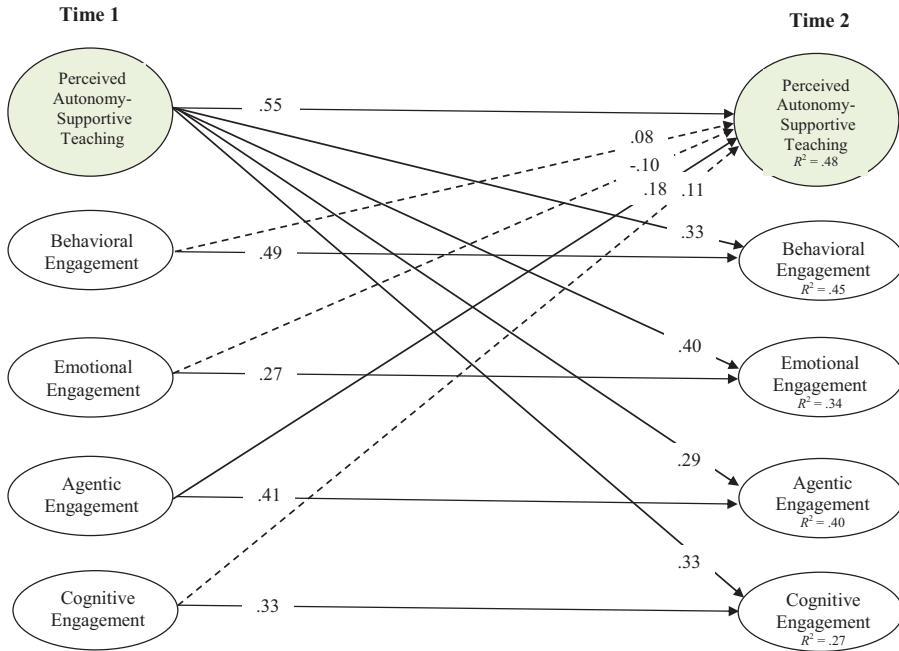 Time 1
Time 2
Perceived
Autonomy-
Supportive
Teaching
.55
Perceived
Autonomy-
Supportive
Teaching
R² = .48
.08
-.10
.18
.11
Behavioral
Engagement
.49
.33
Behavioral
Engagement
R² = .45
Emotional
Engagement
.27
.40
Emotional
Engagement
R² = .34
Agentic
Engagement
.41
.29
Agentic
Engagement
R² = .40
Cognitive
Engagement
.33
.33
Cognitive
Engagement
R² = .27